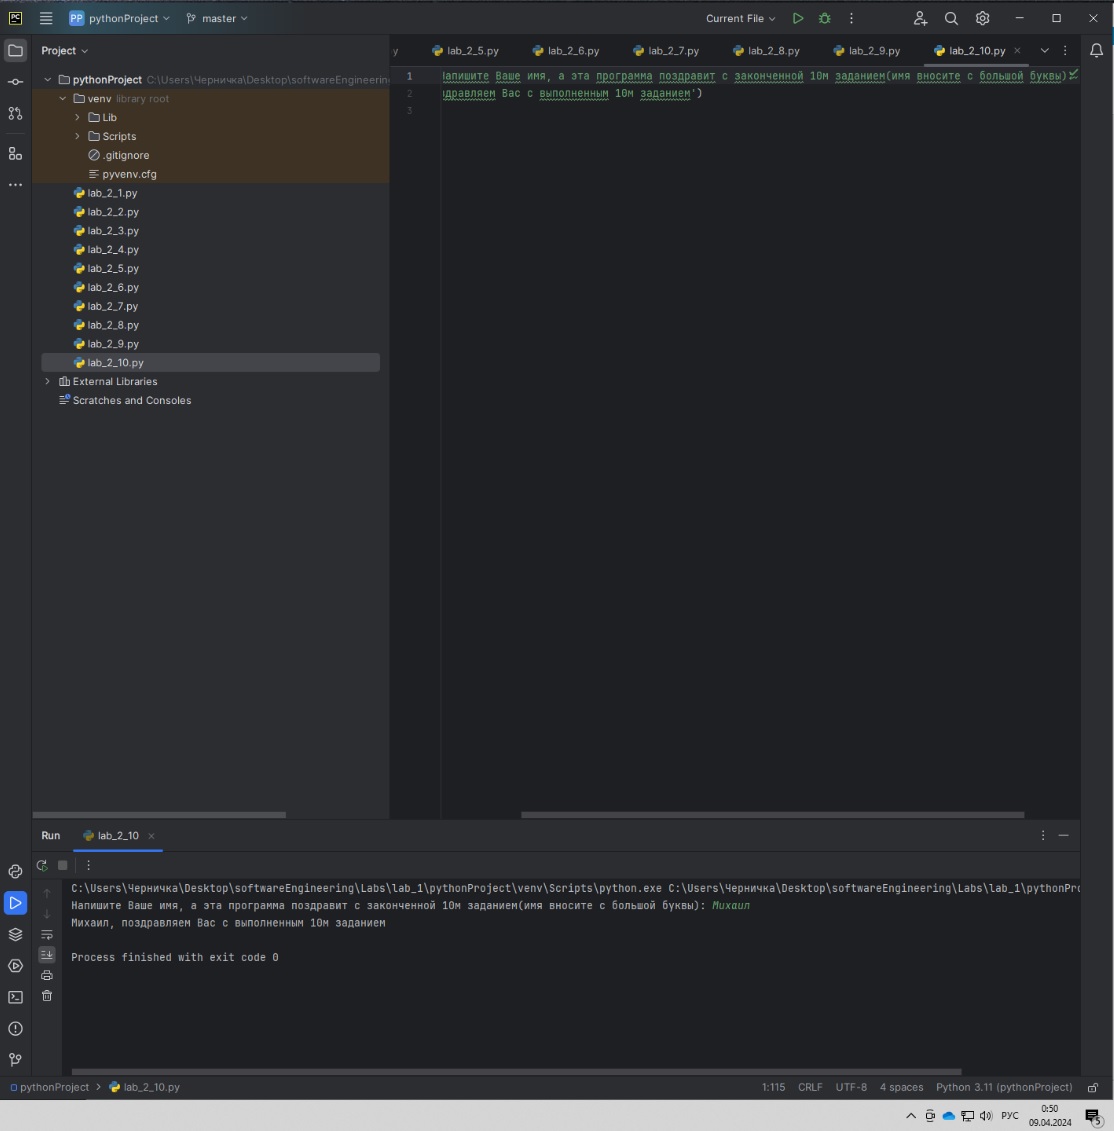 PC PP pythonProject master Current File
Project
y lab_2_5.py lab_2_6.py lab_2_7.py lab_2_8.py lab_2_9.py lab_2_10.py
pythonProject C:\Users\Черничка\Desktop\softwareEngineerin
venv library root
Lib
Scripts
.gitignore
pyvenv.cfg
lab_2_1.py
lab_2_2.py
lab_2_3.py
lab_2_4.py
lab_2_5.py
lab_2_6.py
lab_2_7.py
lab_2_8.py
lab_2_9.py
lab_2_10.py
External Libraries
Scratches and Consoles
1 Напишите Ваше имя, а эта программа поздравит с законченной 10м заданием(имя вносите с большой буквы):
2 здравляем Вас с выполненным 10м заданием')
3
Run lab_2_10
C:\Users\Черничка\Desktop\softwareEngineering\Labs\lab_1\pythonProject\venv\Scripts\python.exe C:\Users\Черничка\Desktop\softwareEngineering\Labs\lab_1\pythonPro
Напишите Ваше имя, а эта программа поздравит с законченной 10м заданием(имя вносите с большой буквы): Михаил
Михаил, поздравляем Вас с выполненным 10м заданием
Process finished with exit code 0
pythonProject lab_2_10.py 1:115 CRLF UTF-8 4 spaces Python 3.11 (pythonProject)
РУС 0:50
09.04.2024 5